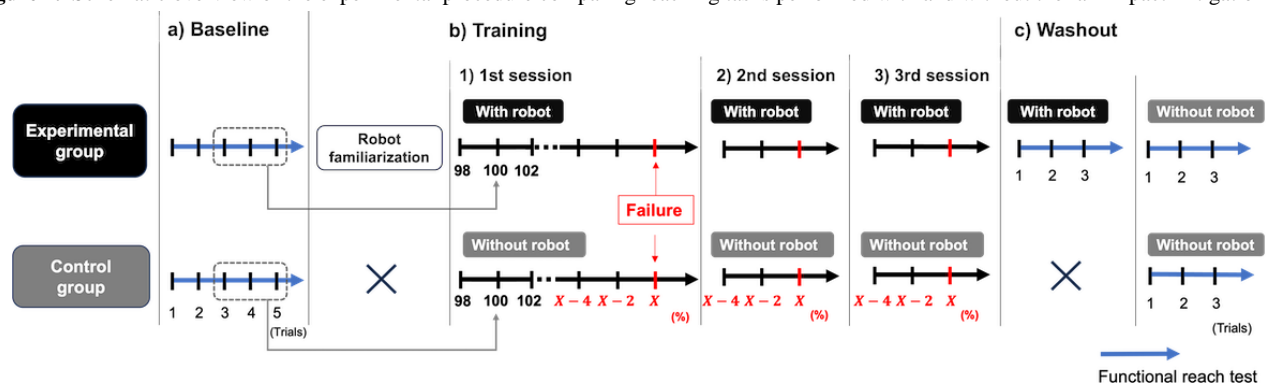 a) Baseline
b) Training
c) Washout
1) 1st session
2) 2nd session
3) 3rd session
Experimental
group
Robot
familiarization
With robot
98 100 102
With robot
With robot
With robot
1 2 3
Without robot
1 2 3
Failure
Control
group
1 2 3 4 5
(Trials)
Without robot
98 100 102 X − 4 X − 2 X
(%)
Without robot
X − 4 X − 2 X
(%)
Without robot
X − 4 X − 2 X
(%)
Without robot
1 2 3
(Trials)
Functional reach test